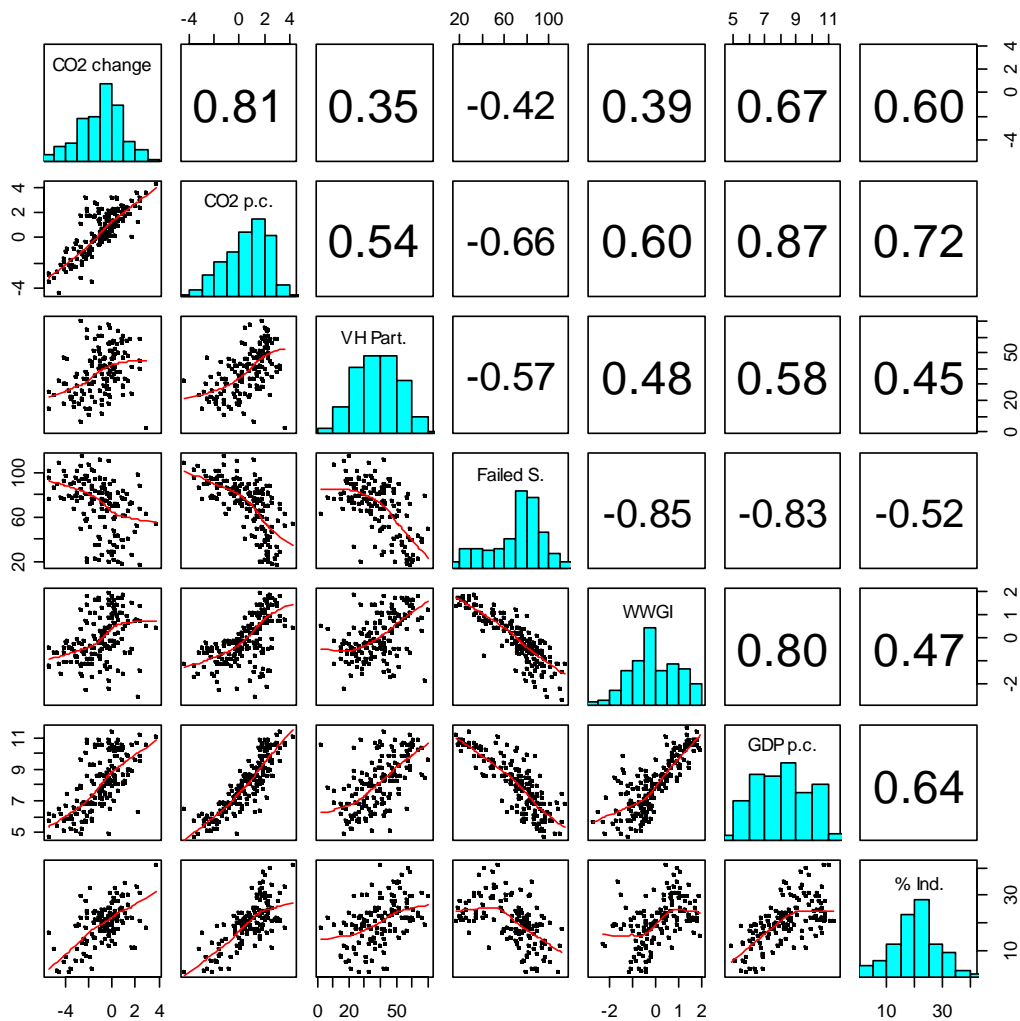 -4 0 2 4 20 60 100 5 7 9 11
CO2 change 0.81 0.35 -0.42 0.39 0.67 0.60 -4 0 2 4
-4 0 2 4 CO2 p.c. 0.54 -0.66 0.60 0.87 0.72
VH Part. -0.57 0.48 0.58 0.45 0 20 50
20 60 100 Failed S. -0.85 -0.83 -0.52
WWGI 0.80 0.47 -2 0 1 2
5 7 9 11 GDP p.c. 0.64
% Ind. 10 30
-4 0 2 4 0 20 50 -2 0 1 2 10 30